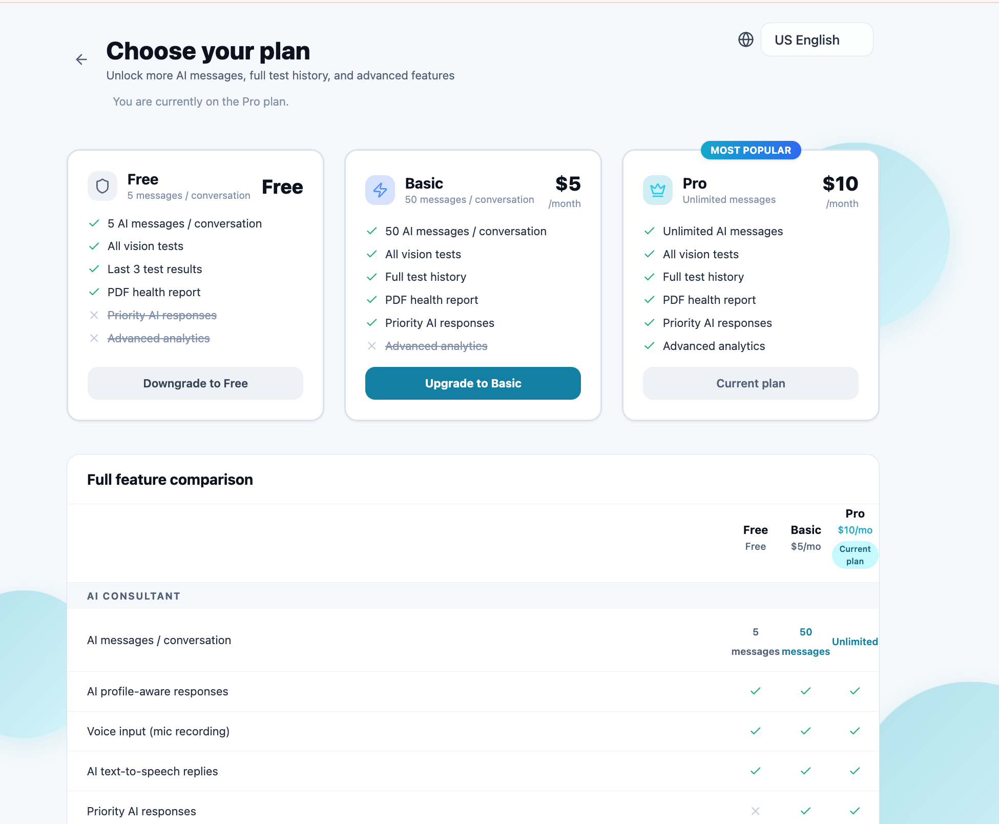 Choose your plan
Unlock more AI messages, full test history, and advanced features
You are currently on the Pro plan.
US English
Free
5 messages / conversation
Free
5 AI messages / conversation
All vision tests
Last 3 test results
PDF health report
Priority AI responses
Advanced analytics
Downgrade to Free
Basic
50 messages / conversation
$5
/month
50 AI messages / conversation
All vision tests
Full test history
PDF health report
Priority AI responses
Advanced analytics
Upgrade to Basic
MOST POPULAR
Pro
Unlimited messages
$10
/month
Unlimited AI messages
All vision tests
Full test history
PDF health report
Priority AI responses
Advanced analytics
Current plan
Full feature comparison
Free
Free
Basic
$5/mo
Pro
$10/mo
Current
plan
AI CONSULTANT
AI messages / conversation
5
messages
50
messages
Unlimited
AI profile-aware responses
Voice input (mic recording)
AI text-to-speech replies
Priority AI responses